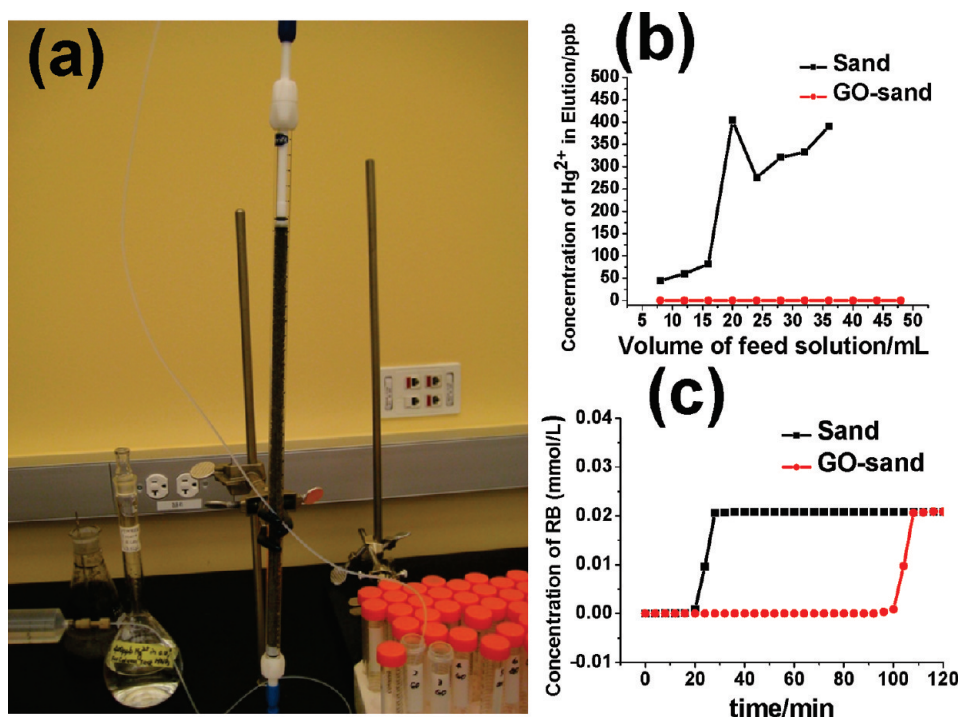 (a)
(b)
Sand
GO-sand
Concerntration of Hg²⁺ in Elution/ppb
500
450
400
350
300
250
200
150
100
50
0
5 10 15 20 25 30 35 40 45 50
Volume of feed solution/mL
(c)
Sand
GO-sand
Concentration of RB (mmol/L)
0.04
0.03
0.02
0.01
0.00
-0.01
0 20 40 60 80 100 120
time/min